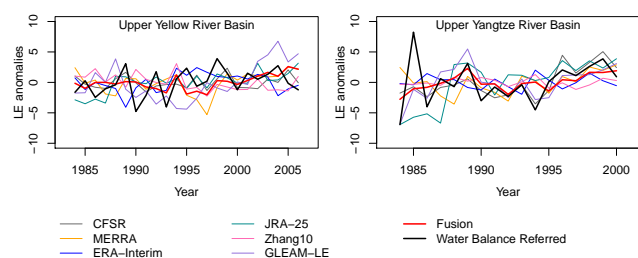 Upper Yellow River Basin
LE anomalies
10
5
0
−5
−10
1985 1990 1995 2000 2005
Year
Upper Yangtze River Basin
LE anomalies
10
5
0
−5
−10
1985 1990 1995 2000
Year
CFSR
MERRA
ERA−Interim
JRA−25
Zhang10
GLEAM−LE
Fusion
Water Balance Referred